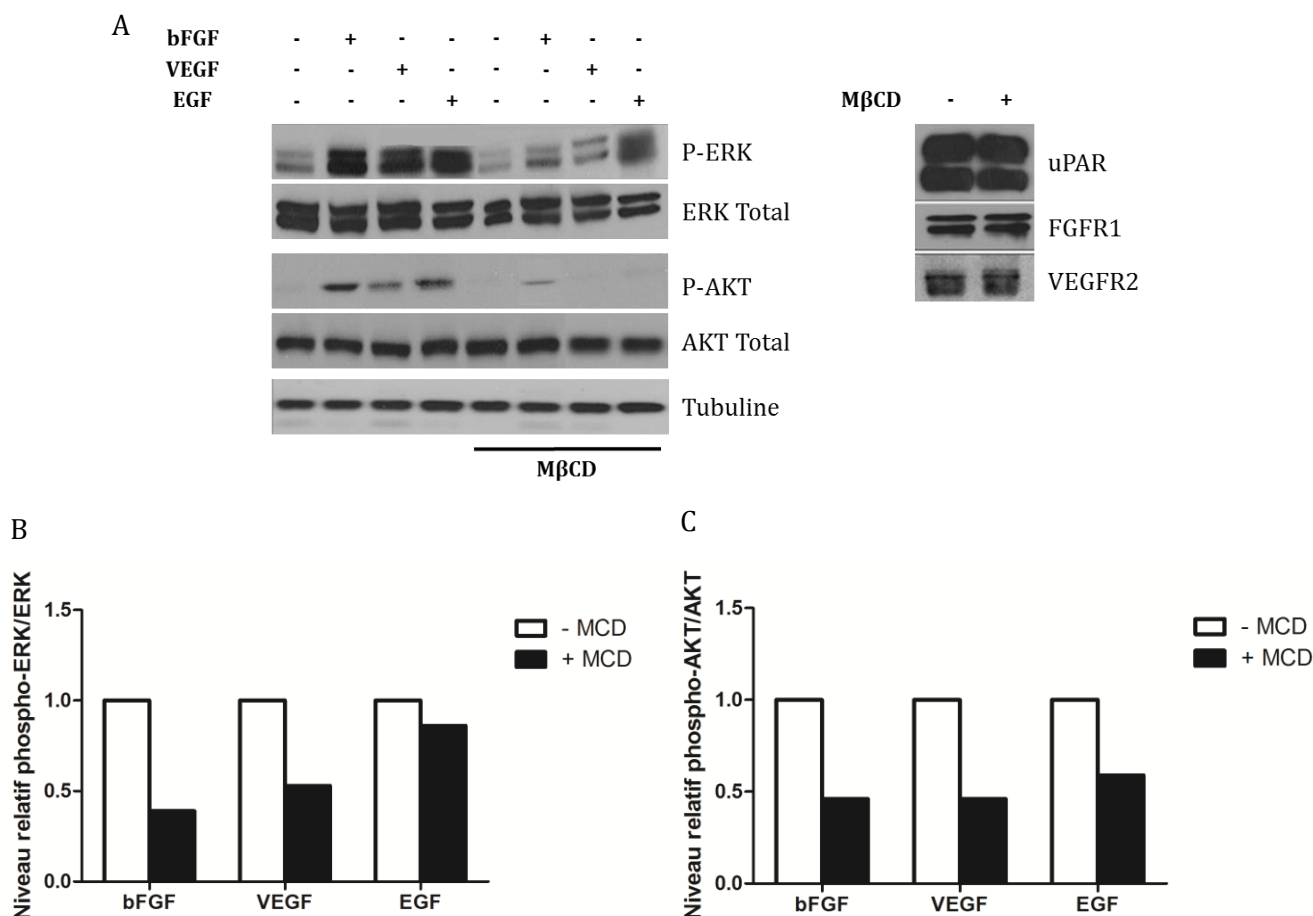 A
bFGF - + - - - + - -
VEGF - - + - - - + -
EGF - - - + - - - +
P-ERK
ERK Total
P-AKT
AKT Total
Tubuline
MβCD
MβCD - +
uPAR
FGFR1
VEGFR2
B
Niveau relatif phospho-ERK/ERK
1.5
1.0
0.5
0.0
bFGF VEGF EGF
- MCD
+ MCD
C
Niveau relatif phospho-AKT/AKT
1.5
1.0
0.5
0.0
bFGF VEGF EGF
- MCD
+ MCD